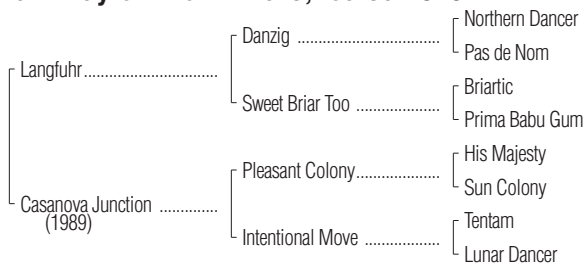 Northern Dancer
Danzig ........................
Pas de Nom
Langfuhr..............................
Briartic
Sweet Briar Too ....................
Prima Babu Gum
His Majesty
Pleasant Colony...................
Sun Colony
Casanova Junction .............
(1989)
Tentam
Intentional Move .................
Lunar Dancer